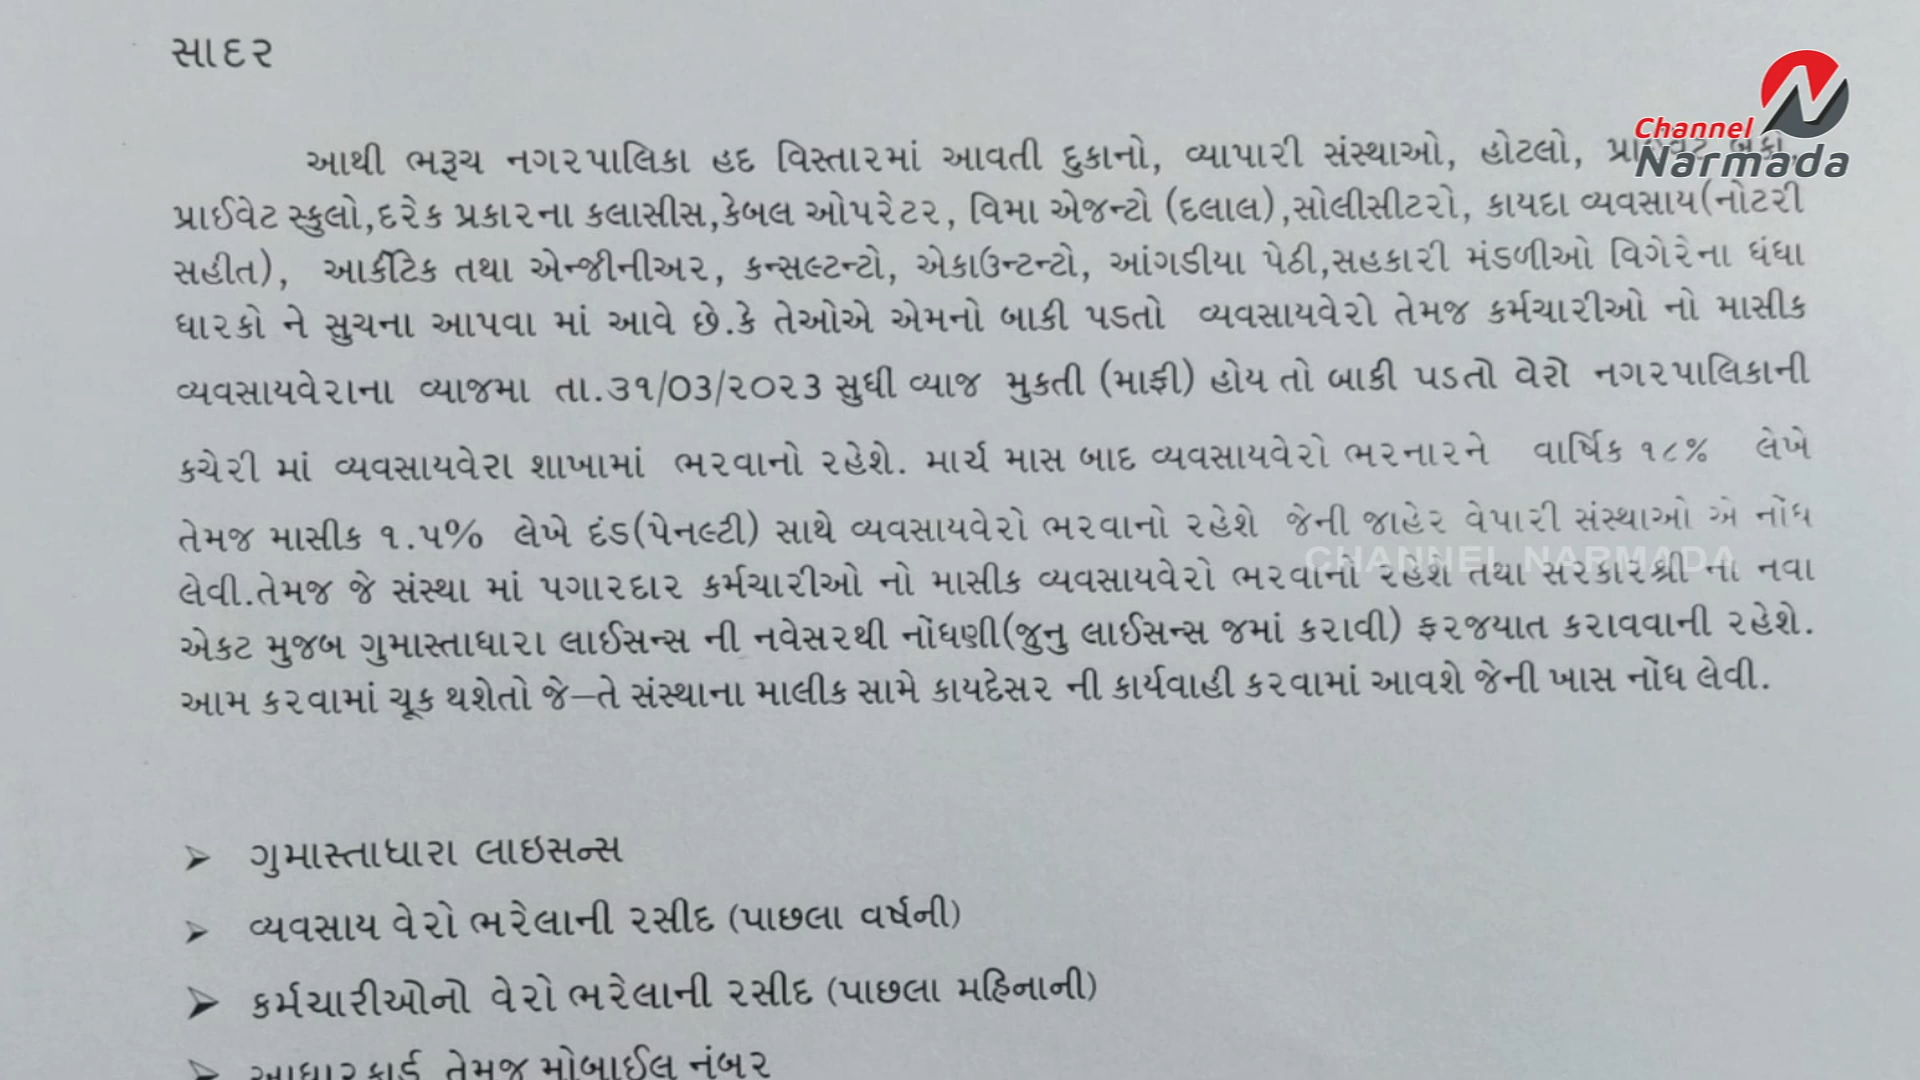 સાદર
Channel
Narmada
આથી ભરૂચ નગરપાલિકા હદ વિસ્તારમાં આવતી દુકાનો, વ્યાપારી સંસ્થાઓ, હોટલો,
પ્રાઈવેટ સ્કુલો,દરેક પ્રકારના કલાસીસ,કેબલ ઓપરેટર, વિમા એજન્ટો (દલાલ),સોલીસીટરો, કાયદા વ્યવસાય(નોટરી
સહીત), આર્કીટેક તથા એન્જીનીઅર, કન્સલ્ટન્ટો, એકાઉન્ટન્ટો, આંગડીયા પેઠી,સહકારી મંડળીઓ વિગેરેના ધંધા
ધારકો ને સુચના આપવા માં આવે છે.કે તેઓએ એમનો બાકી પડતો વ્યવસાયવેરો તેમજ કર્મચારીઓ નો માસીક
વ્યવસાયવેરાના વ્યાજમા તા.૩૧/૦૩/૨૦૨૩ સુધી વ્યાજ મુકતી (માફી) હોય તો બાકી પડતો વેરો નગરપાલિકાની
કચેરી માં વ્યવસાયવેરા શાખામાં ભરવાનો રહેશે. માર્ચ માસ બાદ વ્યવસાયવેરો ભરનારને વાર્ષિક ૧૮% લેખે
તેમજ માસીક ૧.૫% લેખે દંડ(પેનલ્ટી) સાથે વ્યવસાયવેરો ભરવાનો રહેશે જેની જાહેર વેપારી સંસ્થાઓ એ નોંધ
CHANNEL NARMADA
લેવી.તેમજ જે સંસ્થા માં પગારદાર કર્મચારીઓ નો માસીક વ્યવસાયવેરો ભરવાનો રહેશે તથા સરકારશ્રી ના નવા
એકટ મુજબ ગુમાસ્તાધારા લાઈસન્સ ની નવેસરથી નોંધણી(જુનુ લાઈસન્સ જમાં કરાવી) ફરજયાત કરાવવાની રહેશે.
આમ કરવામાં ચૂક થશેતો જે–તે સંસ્થાના માલીક સામે કાયદેસર ની કાર્યવાહી કરવામાં આવશે જેની ખાસ નોંધ લેવી.
➢ ગુમાસ્તાધારા લાઇસન્સ
➢ વ્યવસાય વેરો ભરેલાની રસીદ (પાછલા વર્ષની)
➢ કર્મચારીઓનો વેરો ભરેલાની રસીદ (પાછલા મહિનાની)
➢ આધારકાર્ડ તેમજ મોબાઈલ નંબર